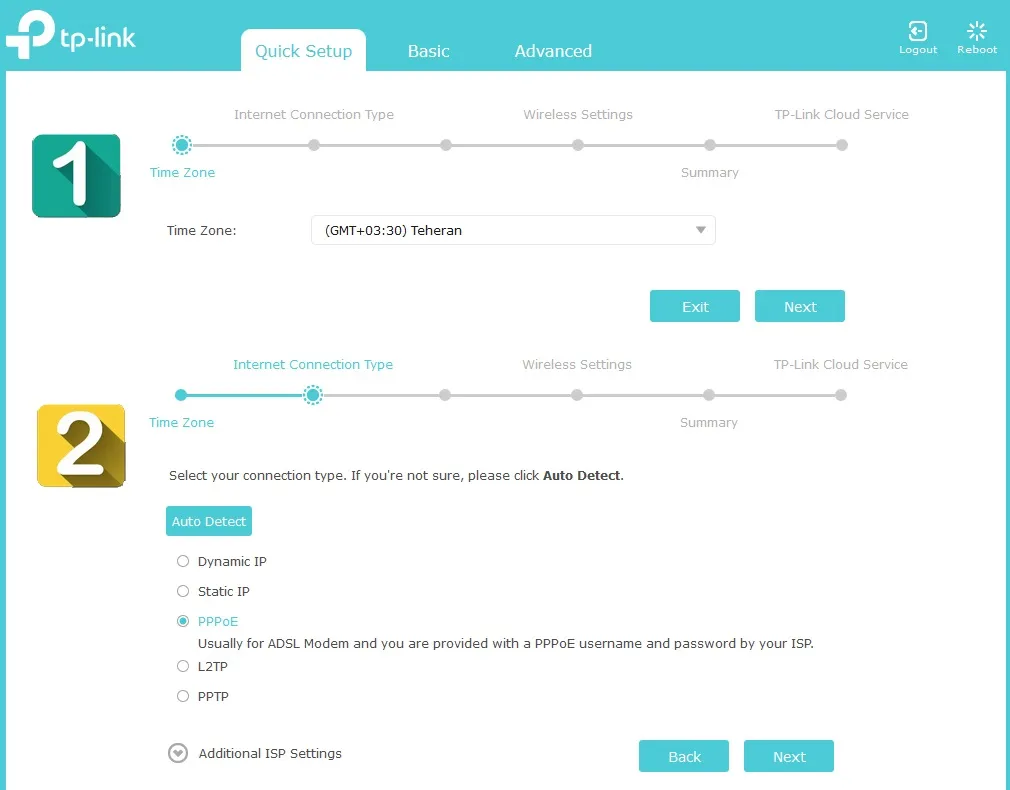 tp-link
Quick Setup Basic Advanced
Logout Reboot
1
Internet Connection Type Wireless Settings TP-Link Cloud Service
Time Zone Summary
Time Zone: (GMT+03:30) Teheran
Exit Next
2
Internet Connection Type Wireless Settings TP-Link Cloud Service
Time Zone Summary
Select your connection type. If you're not sure, please click Auto Detect.
Auto Detect
Dynamic IP
Static IP
PPPoE
Usually for ADSL Modem and you are provided with a PPPoE username and password by your ISP.
L2TP
PPTP
Additional ISP Settings Back Next